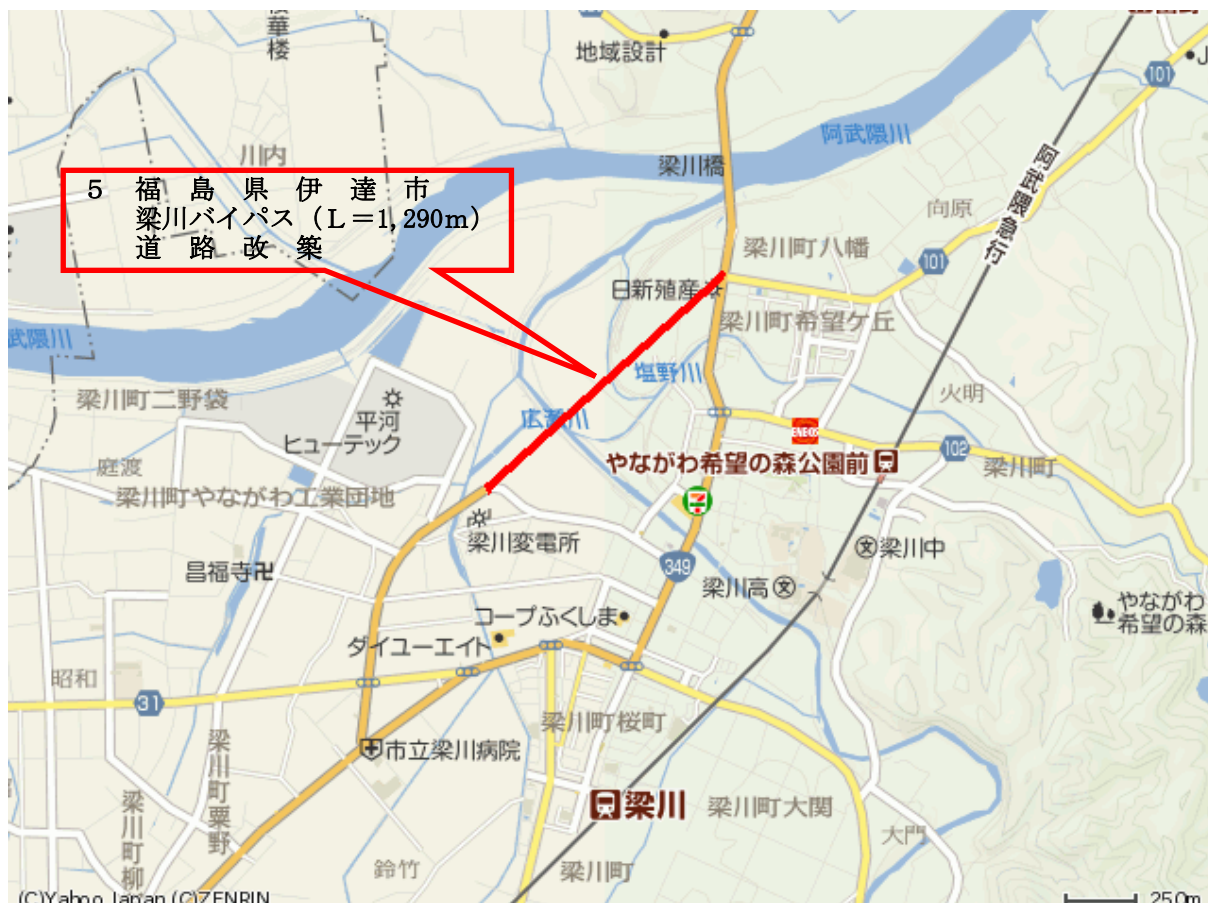 華楼
地域設計
101
J
阿武隈川
川内
梁川橋
5 福島県伊達市
梁川バイパス（L＝1,290m）
道路改築
阿武隈急行
向原
梁川町八幡
101
日新殖産
梁川町希望ケ丘
武隈川
塩野川
梁川町二野袋
平河
ヒューテック
広瀬川
火明
ENEOS
102
庭渡
やながわ希望の森公園前
梁川町
梁川町やながわ工業団地
7
梁川変電所
文梁川中
昌福寺卍
349
梁川高文
コープふくしま
やながわ
希望の森
ダイユーエイト
昭和
31
梁川町桜町
梁川町粟野
市立梁川病院
梁川町柳
梁川
梁川町大関
大門
鈴竹
梁川町
(C)Yahoo Japan (C)ZENRIN
250m